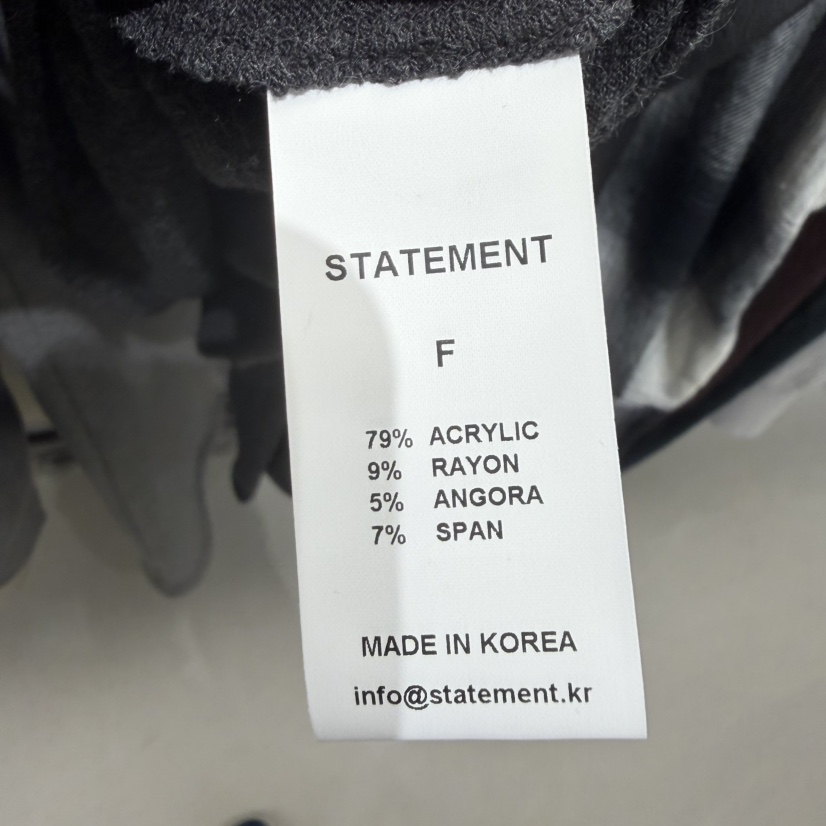 STATEMENT
F
79% ACRYLIC
9% RAYON
5% ANGORA
7% SPAN
MADE IN KOREA
info@statement.kr